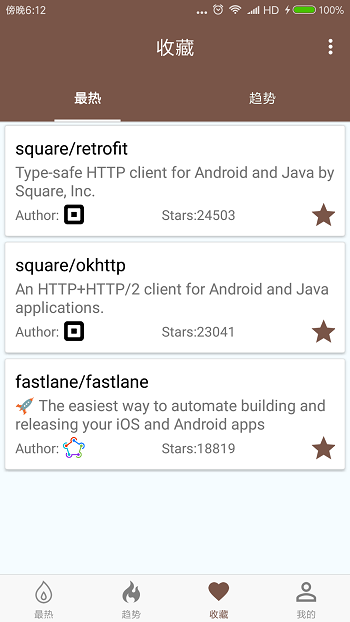 傍晚6:12
... HD 100%
收藏
最热 趋势
square/retrofit
Type-safe HTTP client for Android and Java by
Square, Inc.
Author: Stars:24503
square/okhttp
An HTTP+HTTP/2 client for Android and Java
applications.
Author: Stars:23041
fastlane/fastlane
🚀 The easiest way to automate building and
releasing your iOS and Android apps
Author: Stars:18819
最热 趋势 收藏 我的